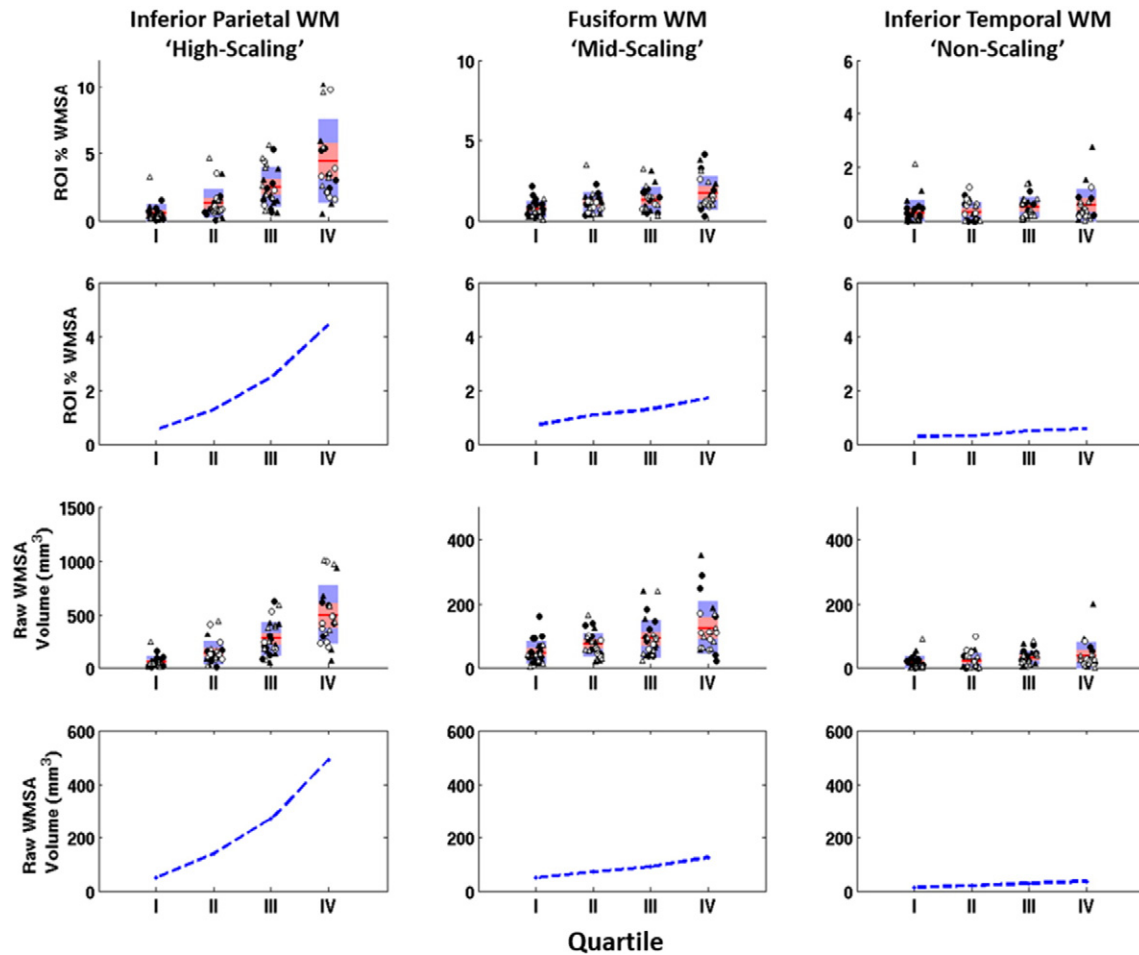 Inferior Parietal WM
'High-Scaling'
Fusiform WM
'Mid-Scaling'
Inferior Temporal WM
'Non-Scaling'
ROI % WMSA
10
5
0
I II III IV
10
5
0
I II III IV
6
4
2
0
I II III IV
ROI % WMSA
6
4
2
0
I II III IV
6
4
2
0
I II III IV
6
4
2
0
I II III IV
Raw WMSA
Volume (mm³)
1500
1000
500
0
I II III IV
400
200
0
I II III IV
400
200
0
I II III IV
Raw WMSA
Volume (mm³)
600
400
200
0
I II III IV
600
400
200
0
I II III IV
600
400
200
0
I II III IV
Quartile